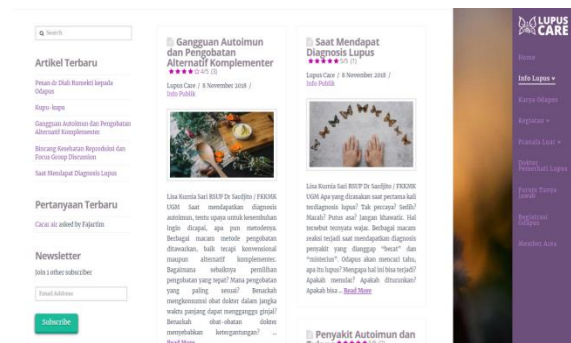 Search
Artikel Terbaru
Pesan dr Diah Rumekti kepada
Odapus
Kupu-kupu
Gangguan Autoimun dan Pengobatan
Alternatif Komplementer
Bincang Kesehatan Reproduksi dan
Focus Group Discussion
Saat Mendapat Diagnosis Lupus
Pertanyaan Terbaru
Cacar air asked by Fajactim
Newsletter
Join 1 other subscriber
Email Address
Subscribe
Gangguan Autoimun
dan Pengobatan
Alternatif Komplementer
4/5 (3)
Lupus Care / 8 November 2018 /
Info Publik
Lisa Kurnia Sari RSUP Dr Sardjito / FKKMK
UGM Saat mendapatkan diagnosis
autoimun, tentu upaya untuk kesembuhan
ingin dicapai, apa pun metodenya.
Berbagai macam metode pengobatan
ditawarkan, baik terapi konvensional
maupun alternatif komplementer.
Bagaimana sebaiknya pemilihan
pengobatan yang tepat? Mana pengobatan
yang paling sesuai? Benarkah
mengkonsumsi obat dokter dalam jangka
waktu panjang dapat mengganggu ginjal?
Benarkah obat-obatan dokter
menyebabkan ketergantungan? ...
Read More
Saat Mendapat
Diagnosis Lupus
5/5 (1)
Lupus Care / 8 November 2018 /
Info Publik
Lisa Kurnia Sari RSUP Dr Sardjito / FKKMK
UGM Apa yang dirasakan saat pertama kali
terdiagnosis lupus? Tak percaya? Sedih?
Marah? Putus asa? Jangan khawatir. Hal
tersebut ternyata wajar. Berbagai macam
reaksi terjadi saat mendapatkan diagnosis
penyakit yang dianggap "berat" dan
"misterius". Odapus akan mencari tahu,
apa itu lupus? Mengapa hal ini bisa terjadi?
Apakah menular? Apakah diturunkan?
Apakah bisa ... Read More
Penyakit Autoimun dan
LUPUS
CARE
Home
Info Lupus
Karya Odapus
Kegiatan
Pranala Luar
Dokter
Pemerhati Lupus
Forum Tanya
Jawab
Registrasi
Odapus
Member Area